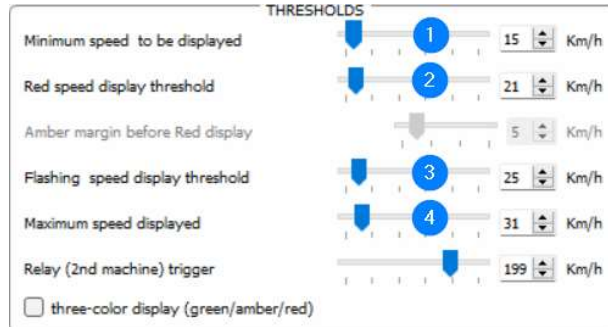 THRESHOLDS
Minimum speed to be displayed 1 15 Km/h
Red speed display threshold 2 21 Km/h
Amber margin before Red display 5 Km/h
Flashing speed display threshold 3 25 Km/h
Maximum speed displayed 4 31 Km/h
Relay (2nd machine) trigger 199 Km/h
three-color display (green/amber/red)